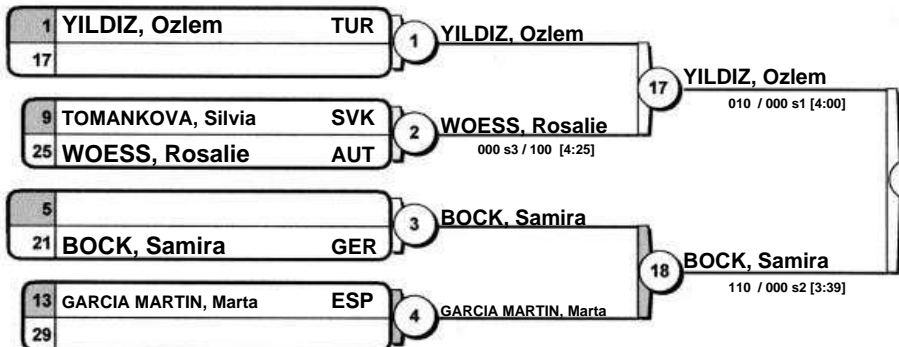 1 YILDIZ, Ozlem TUR
17
1
YILDIZ, Ozlem
9 TOMANKOVA, Silvia SVK
25 WOESS, Rosalie AUT
2
WOESS, Rosalie
000 s3 / 100 [4:25]
17
YILDIZ, Ozlem
010 / 000 s1 [4:00]
5
21 BOCK, Samira GER
3
BOCK, Samira
13 GARCIA MARTIN, Marta ESP
29
4
GARCIA MARTIN, Marta
18
BOCK, Samira
110 / 000 s2 [3:39]